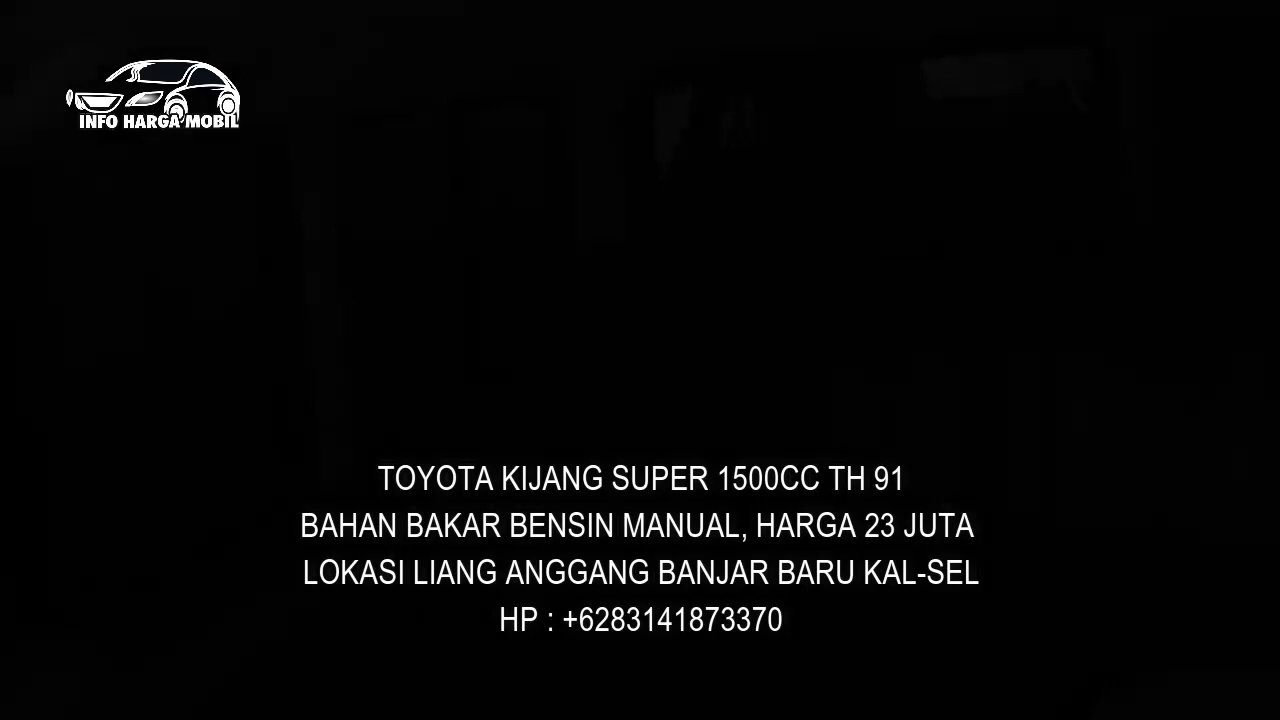 INFO HARGA MOBIL
TOYOTA KIJANG SUPER 1500CC TH 91
BAHAN BAKAR BENSIN MANUAL, HARGA 23 JUTA
LOKASI LIANG ANGGANG BANJAR BARU KAL-SEL
HP : +6283141873370